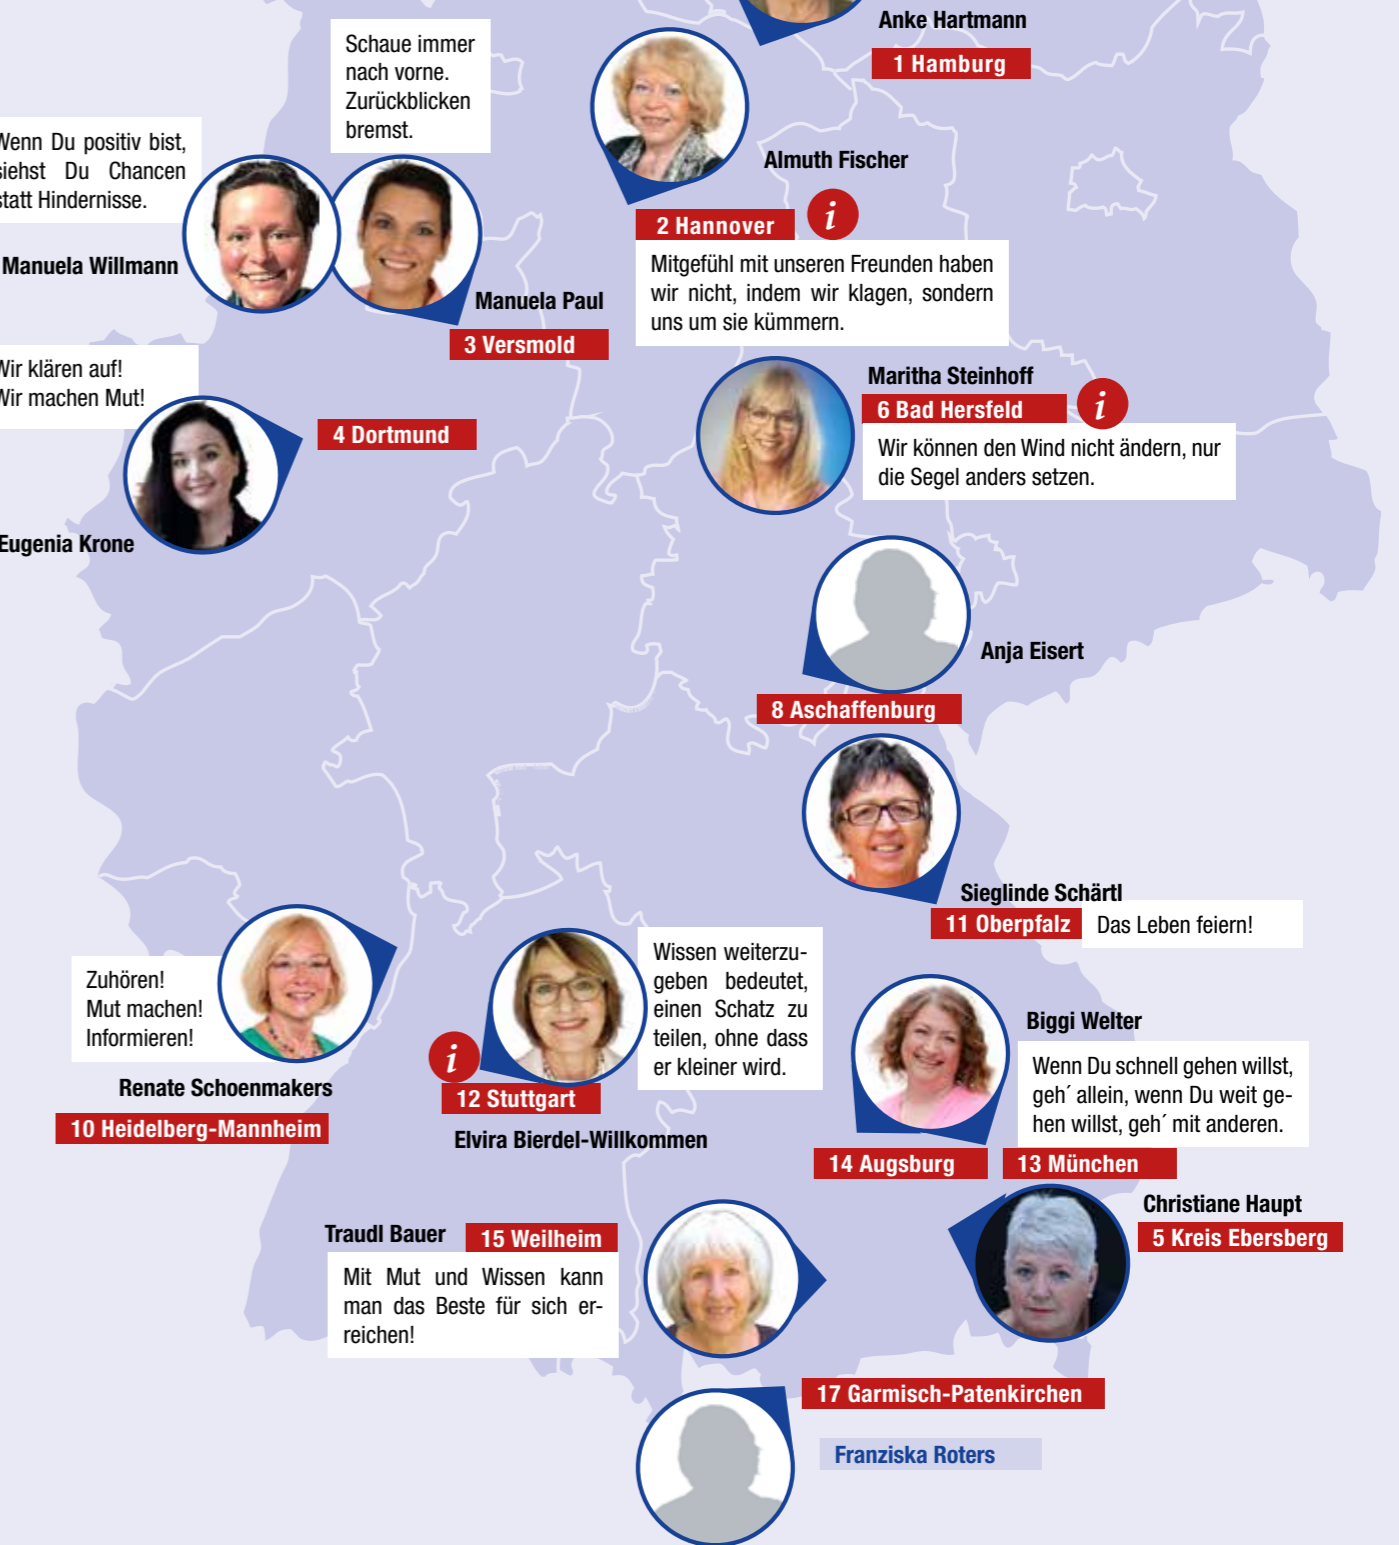 Anke Hartmann
1 Hamburg
Schaue immer
nach vorne.
Zurückblicken
bremst.
Wenn Du positiv bist,
siehst Du Chancen
statt Hindernisse.
Manuela Willmann
Manuela Paul
3 Versmold
Almuth Fischer
2 Hannover
i
Mitgefühl mit unseren Freunden haben
wir nicht, indem wir klagen, sondern
uns um sie kümmern.
Wir klären auf!
Wir machen Mut!
4 Dortmund
Eugenia Krone
Maritha Steinhoff
6 Bad Hersfeld
i
Wir können den Wind nicht ändern, nur
die Segel anders setzen.
Anja Eisert
8 Aschaffenburg
Sieglinde Schärtl
11 Oberpfalz
Das Leben feiern!
Zuhören!
Mut machen!
Informieren!
Renate Schoenmakers
10 Heidelberg-Mannheim
Wissen weiterzu-
geben bedeutet,
einen Schatz zu
teilen, ohne dass
er kleiner wird.
i
12 Stuttgart
Elvira Bierdel-Willkommen
Biggi Welter
Wenn Du schnell gehen willst,
geh´ allein, wenn Du weit ge-
hen willst, geh´ mit anderen.
14 Augsburg
13 München
Christiane Haupt
5 Kreis Ebersberg
Traudl Bauer
15 Weilheim
Mit Mut und Wissen kann
man das Beste für sich er-
reichen!
17 Garmisch-Patenkirchen
Franziska Roters